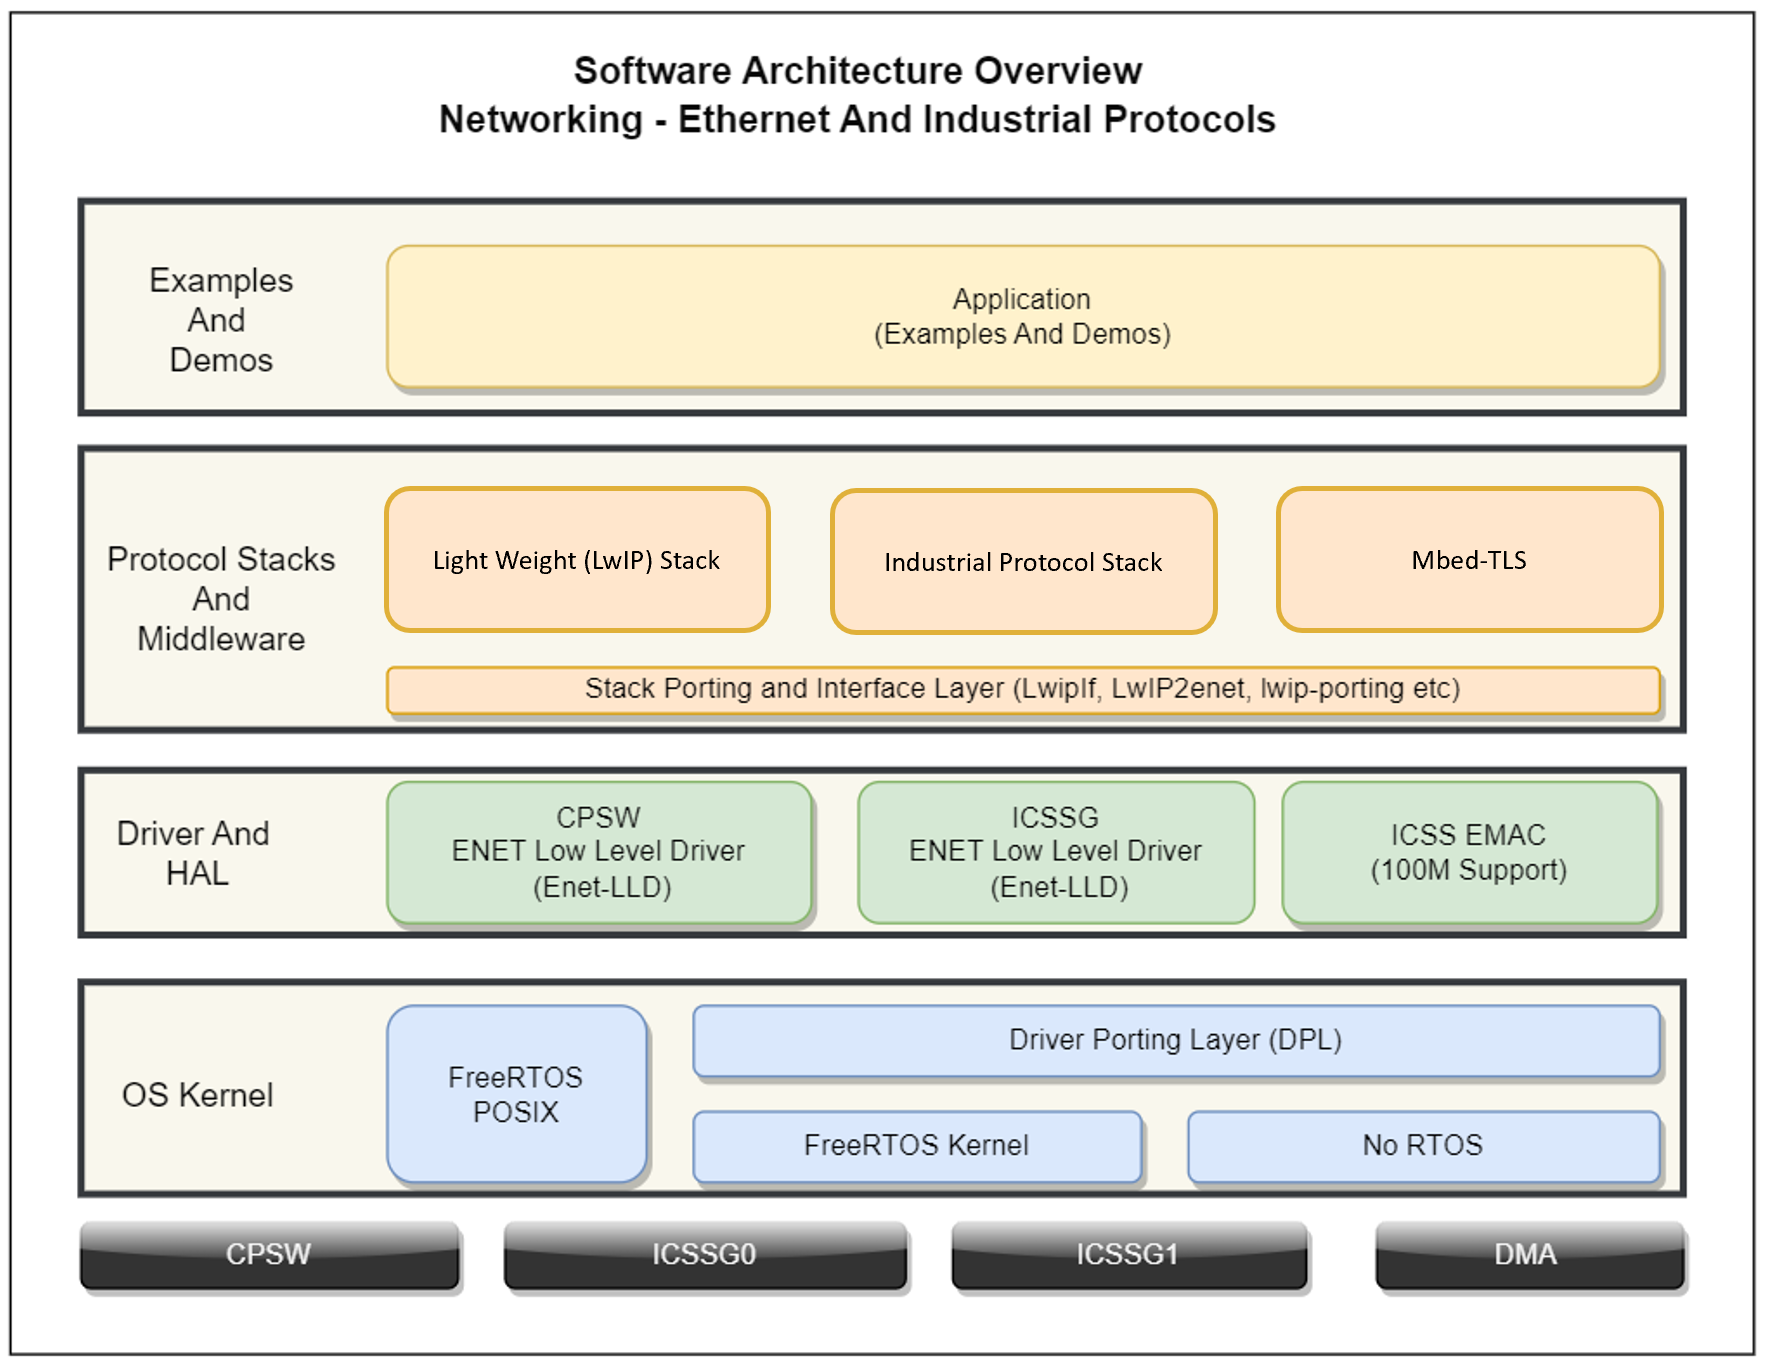 Software Architecture Overview
Networking - Ethernet And Industrial Protocols
Examples
And
Demos
Application
(Examples And Demos)
Protocol Stacks
And
Middleware
Light Weight (LwIP) Stack
Industrial Protocol Stack
Mbed-TLS
Stack Porting and Interface Layer (LwipIf, LwIP2enet, lwip-porting etc)
Driver And
HAL
CPSW
ENET Low Level Driver
(Enet-LLD)
ICSSG
ENET Low Level Driver
(Enet-LLD)
ICSS EMAC
(100M Support)
OS Kernel
FreeRTOS
POSIX
Driver Porting Layer (DPL)
FreeRTOS Kernel
No RTOS
CPSW
ICSSG0
ICSSG1
DMA